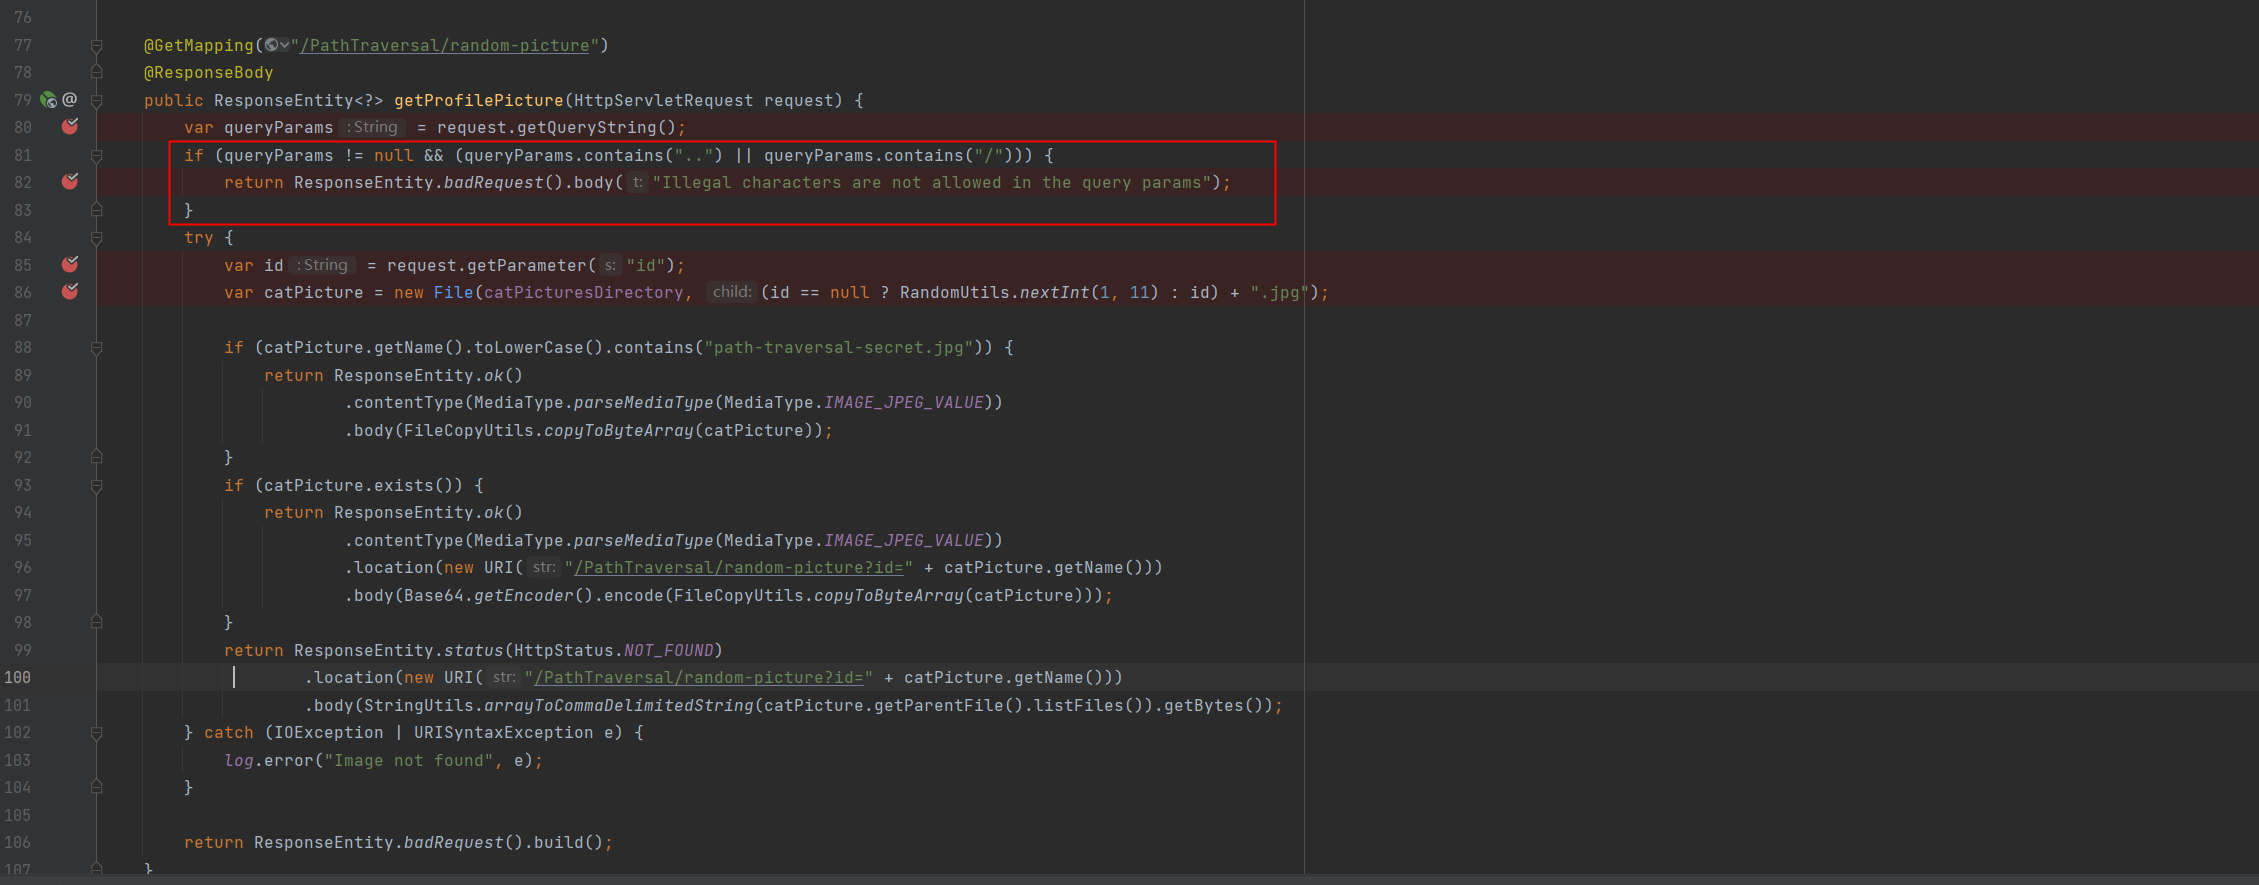 76
77 @GetMapping("/PathTraversal/random-picture")
78 @ResponseBody
79 @ public ResponseEntity<?> getProfilePicture(HttpServletRequest request) {
80 var queryParams : String = request.getQueryString();
81 if (queryParams != null && (queryParams.contains("..") || queryParams.contains("/"))) {
82 return ResponseEntity.badRequest().body( t: "Illegal characters are not allowed in the query params");
83 }
84 try {
85 var id : String = request.getParameter( s: "id");
86 var catPicture = new File(catPicturesDirectory, child: (id == null ? RandomUtils.nextInt(1, 11) : id) + ".jpg");
87
88 if (catPicture.getName().toLowerCase().contains("path-traversal-secret.jpg")) {
89 return ResponseEntity.ok()
90 .contentType(MediaType.parseMediaType(MediaType.IMAGE_JPEG_VALUE))
91 .body(FileCopyUtils.copyToByteArray(catPicture));
92 }
93 if (catPicture.exists()) {
94 return ResponseEntity.ok()
95 .contentType(MediaType.parseMediaType(MediaType.IMAGE_JPEG_VALUE))
96 .location(new URI( str: "/PathTraversal/random-picture?id=" + catPicture.getName()))
97 .body(Base64.getEncoder().encode(FileCopyUtils.copyToByteArray(catPicture)));
98 }
99 return ResponseEntity.status(HttpStatus.NOT_FOUND)
100 .location(new URI( str: "/PathTraversal/random-picture?id=" + catPicture.getName()))
101 .body(StringUtils.arrayToCommaDelimitedString(catPicture.getParentFile().listFiles()).getBytes());
102 } catch (IOException | URISyntaxException e) {
103 log.error("Image not found", e);
104 }
105
106 return ResponseEntity.badRequest().build();
107 }